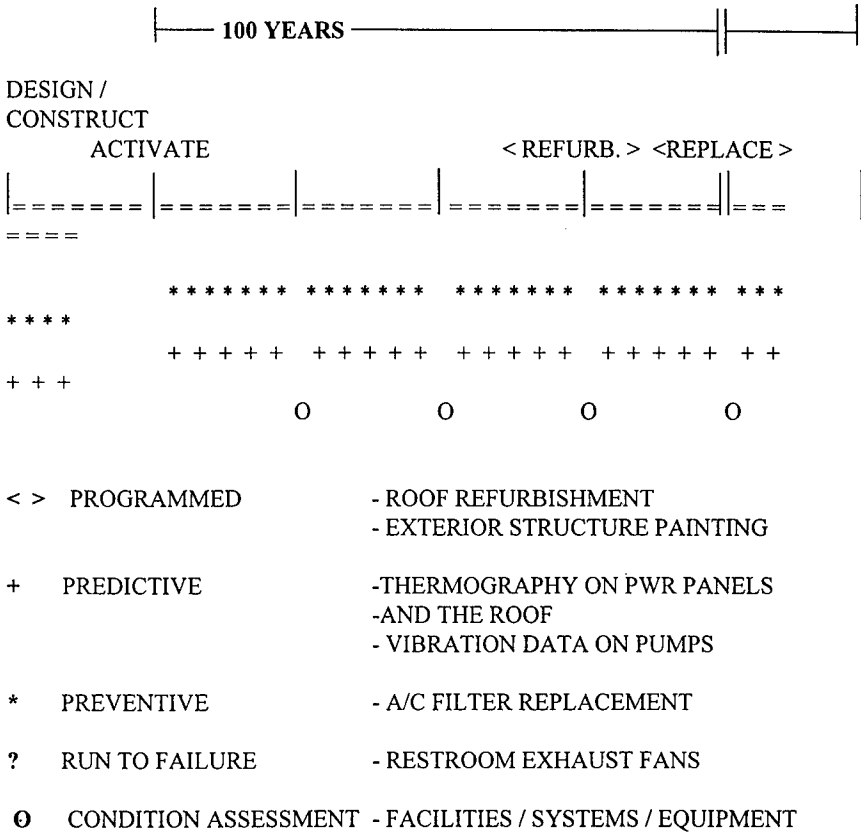 100 YEARS
DESIGN /
CONSTRUCT
ACTIVATE < REFURB. > <REPLACE >
|= = = = = = = |= = = = = = =|= = = = = = =| = = = = = = =|= = = = = = =||= = = |
= = = =
* * * * * * * * * * * * * * * * * * * * * * * * * * * * * * *
* * * *
+ + + + + + + + + + + + + + + + + + + + + +
+ + +
O O O O
< > PROGRAMMED - ROOF REFURBISHMENT
- EXTERIOR STRUCTURE PAINTING
+ PREDICTIVE -THERMOGRAPHY ON PWR PANELS
-AND THE ROOF
- VIBRATION DATA ON PUMPS
* PREVENTIVE - A/C FILTER REPLACEMENT
? RUN TO FAILURE - RESTROOM EXHAUST FANS
O CONDITION ASSESSMENT - FACILITIES / SYSTEMS / EQUIPMENT